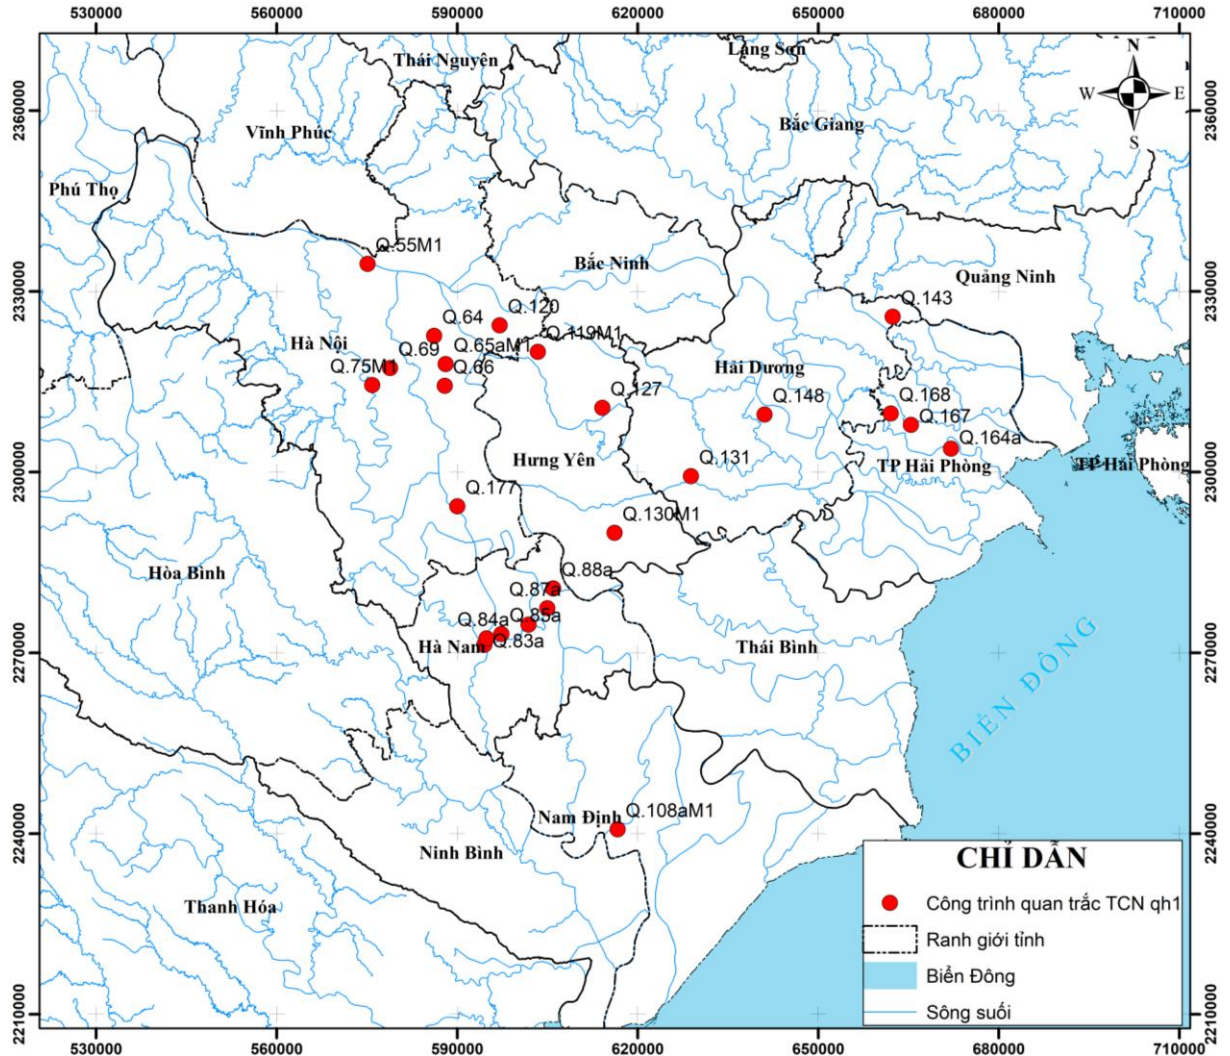 530000 560000 590000 620000 650000 680000 710000
Thái Nguyên
Lạng Sơn
N
W E
S
2360000 2360000
Vĩnh Phúc
Bắc Giang
Phú Thọ
Q.55M1
Bắc Ninh
Quảng Ninh
2330000 2330000
Q.143
Q.64
Q.120
Hà Nội
Q.69
Q.65aM1
Q.119M1
Q.75M1
Q.66
Hải Dương
Q.127
Q.148
Q.168
Q.167
Q.164a
Hưng Yên
Q.131
TP Hải Phòng
TP Hải Phòng
2300000 2300000
Q.177
Q.130M1
Hòa Bình
Q.88a
Q.87a
Q.84a
Q.85a
Q.83a
Hà Nam
Thái Bình
2270000 2270000
BIỂN ĐÔNG
Nam Định
Q.108aM1
Ninh Bình
2240000 2240000
Thanh Hóa
CHỈ DẪN
Công trình quan trắc TCN qh1
Ranh giới tỉnh
Biển Đông
Sông suối
2210000 2210000
530000 560000 590000 620000 650000 680000 710000